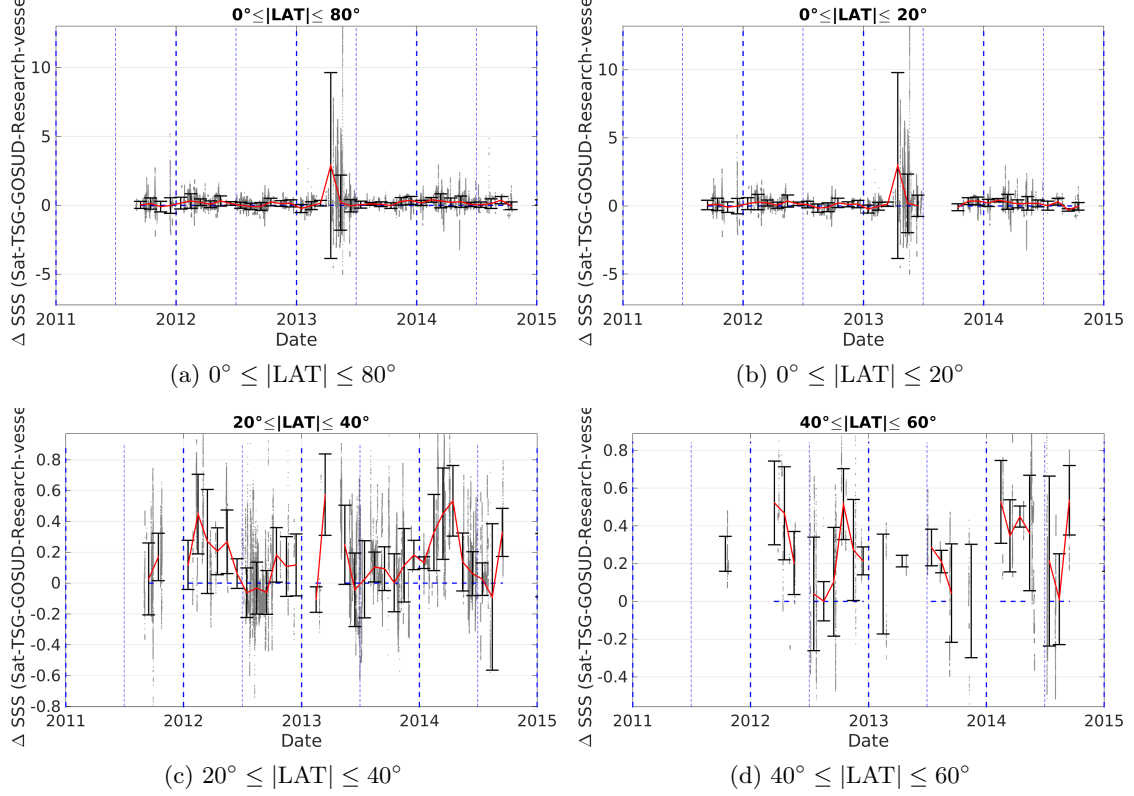 0°≤|LAT|≤ 80°
Δ SSS (Sat-TSG-GOSUD-Research-vesse
10
5
0
-5
2011 2012 2013 2014 2015
Date
(a) 0° ≤ |LAT| ≤ 80°
0°≤|LAT|≤ 20°
Δ SSS (Sat-TSG-GOSUD-Research-vesse
10
5
0
-5
2011 2012 2013 2014 2015
Date
(b) 0° ≤ |LAT| ≤ 20°
20°≤|LAT|≤ 40°
Δ SSS (Sat-TSG-GOSUD-Research-vesse
0.8
0.6
0.4
0.2
0
-0.2
-0.4
-0.6
-0.8
2011 2012 2013 2014 2015
Date
(c) 20° ≤ |LAT| ≤ 40°
40°≤|LAT|≤ 60°
Δ SSS (Sat-TSG-GOSUD-Research-vesse
0.8
0.6
0.4
0.2
0
-0.2
-0.4
2011 2012 2013 2014 2015
Date
(d) 40° ≤ |LAT| ≤ 60°